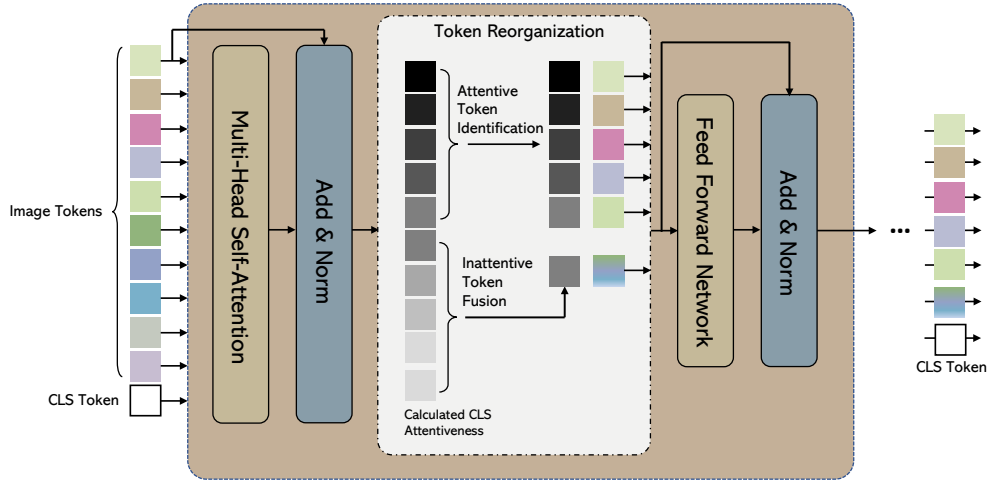 Token Reorganization
Image Tokens
CLS Token
Multi-Head Self-Attention
Add & Norm
Attentive
Token
Identification
Inattentive
Token
Fusion
Calculated CLS
Attentiveness
Feed Forward Network
Add & Norm
...
CLS Token